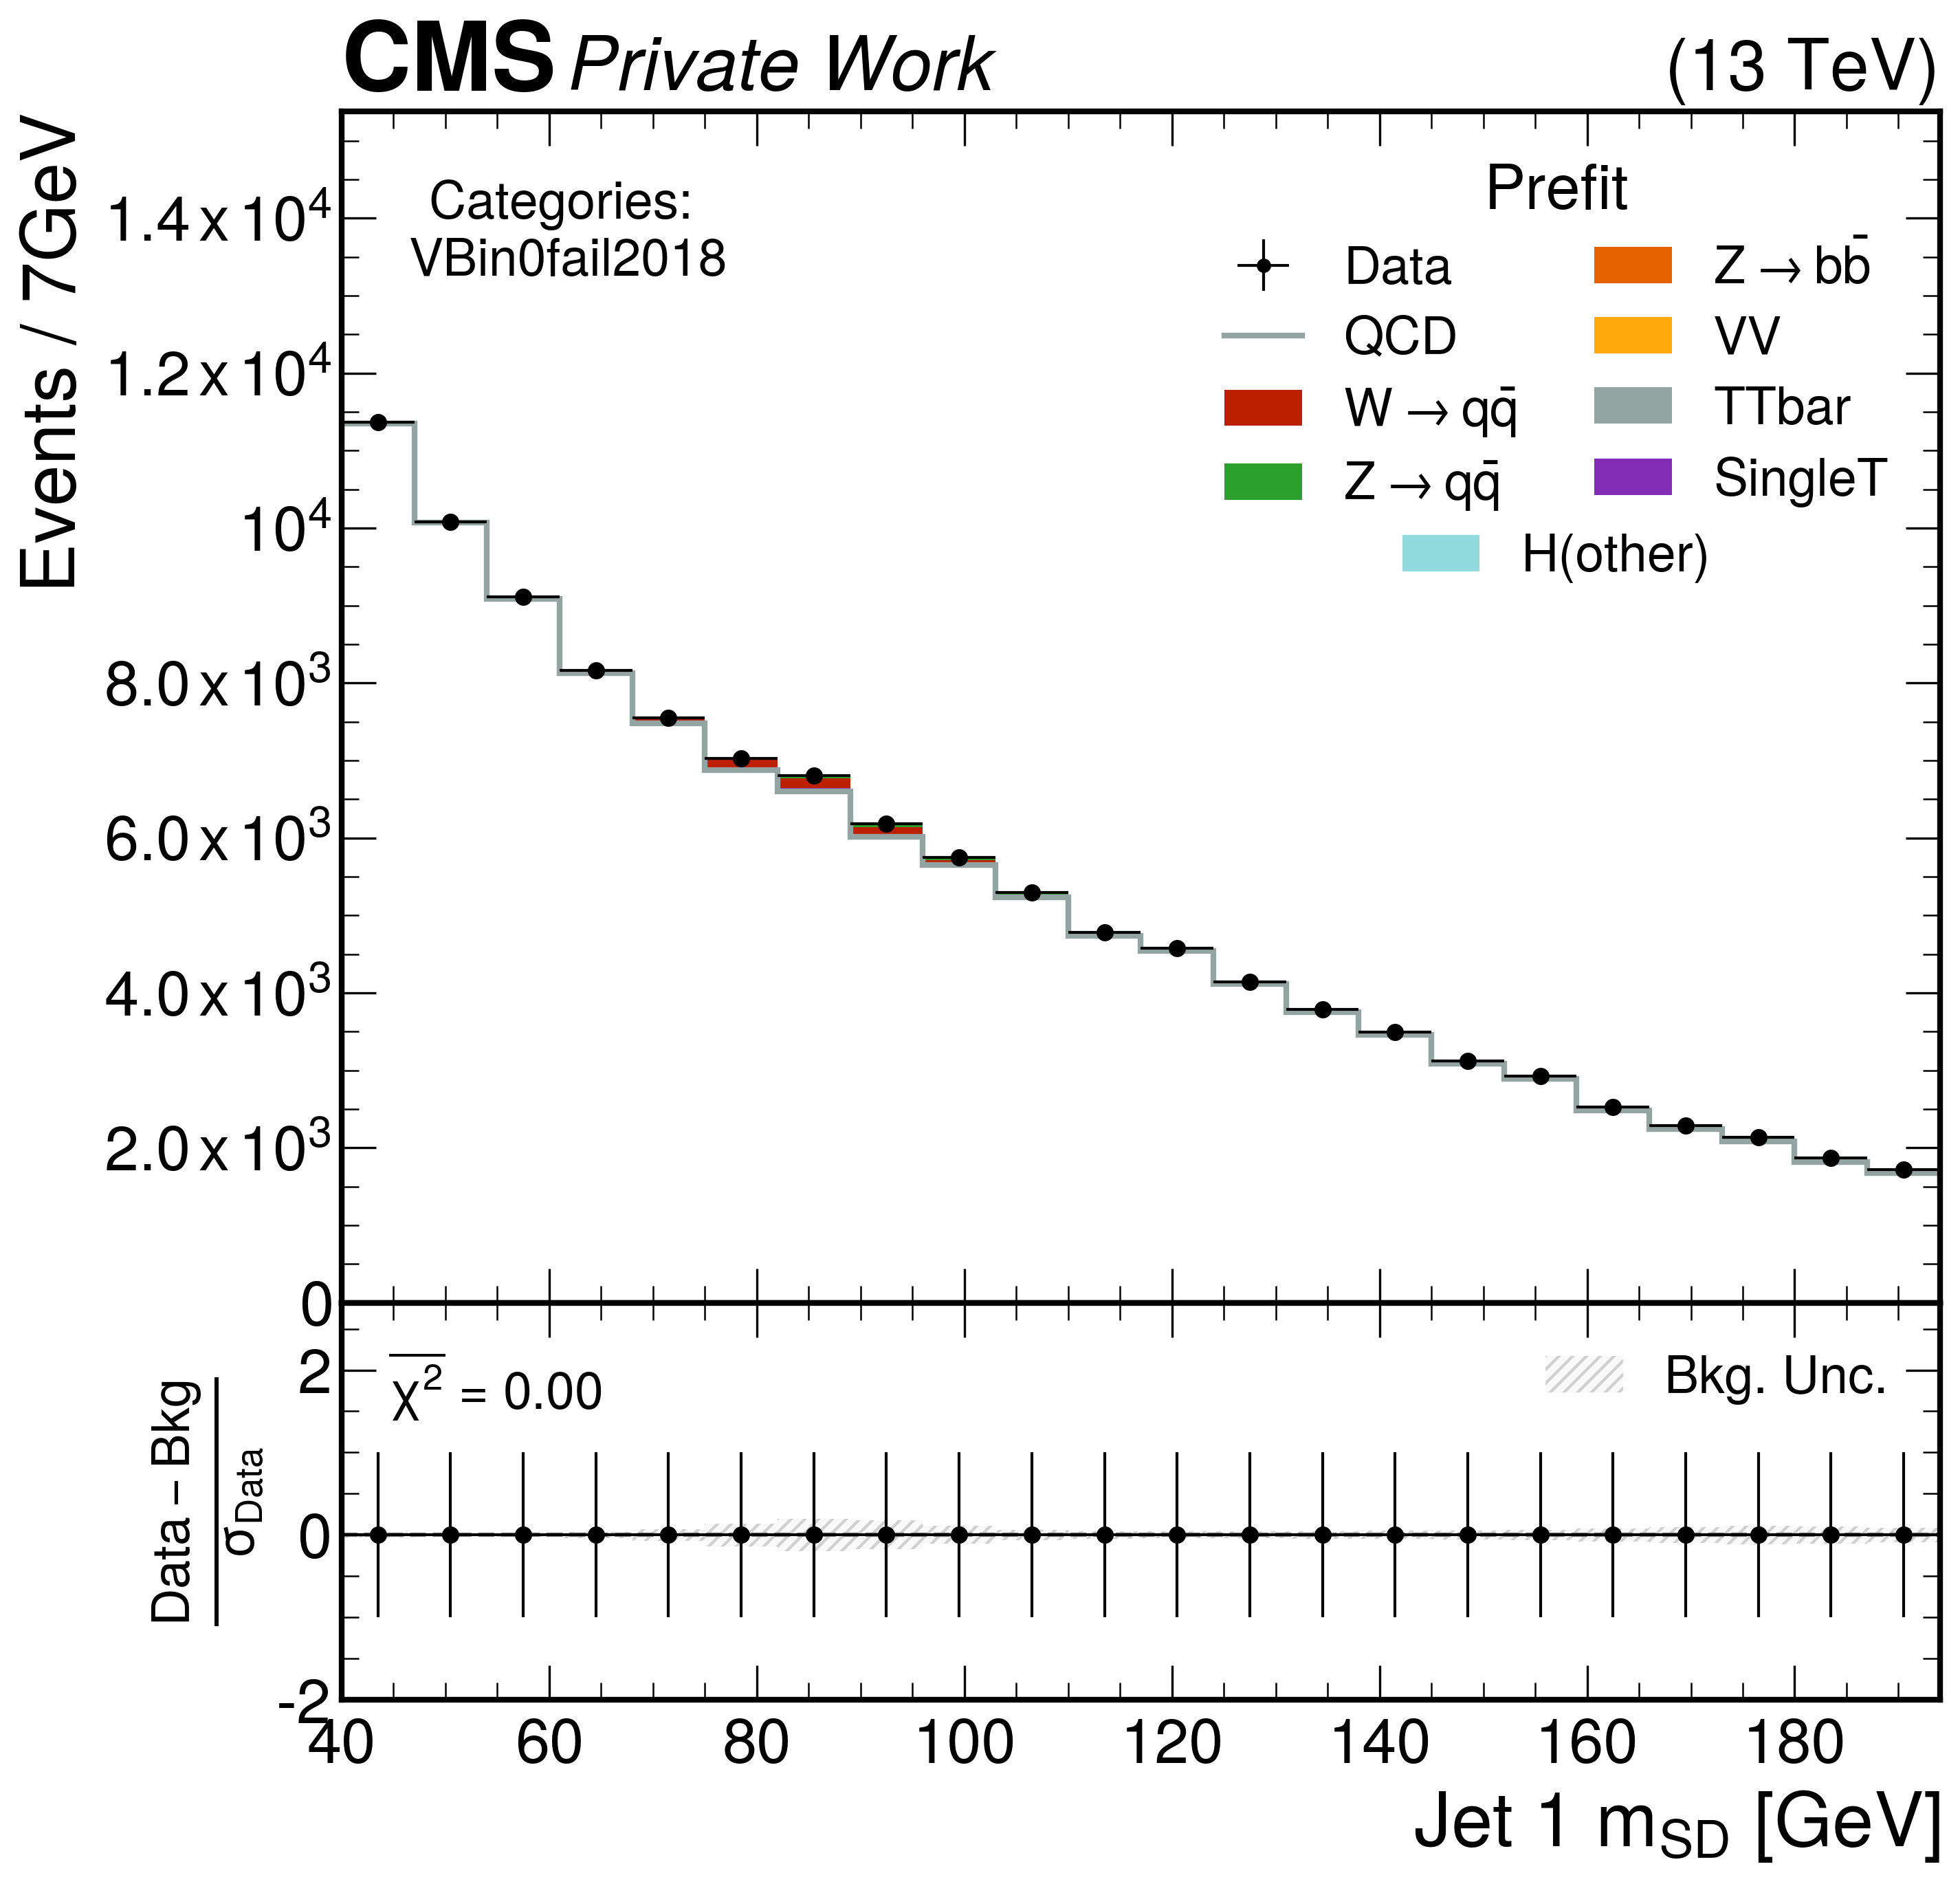 CMS Private Work (13 TeV)
Events / 7GeV
1.4 x 10⁴
1.2 x 10⁴
10⁴
8.0 x 10³
6.0 x 10³
4.0 x 10³
2.0 x 10³
0
Categories:
VBin0fail2018
Prefit
Data
QCD
W → qq̄
Z → qq̄
Z → bb̄
VV
TTbar
SingleT
H(other)
Data – Bkg
σ_Data
2
0
-2
χ² = 0.00
Bkg. Unc.
40 60 80 100 120 140 160 180
Jet 1 m_SD [GeV]